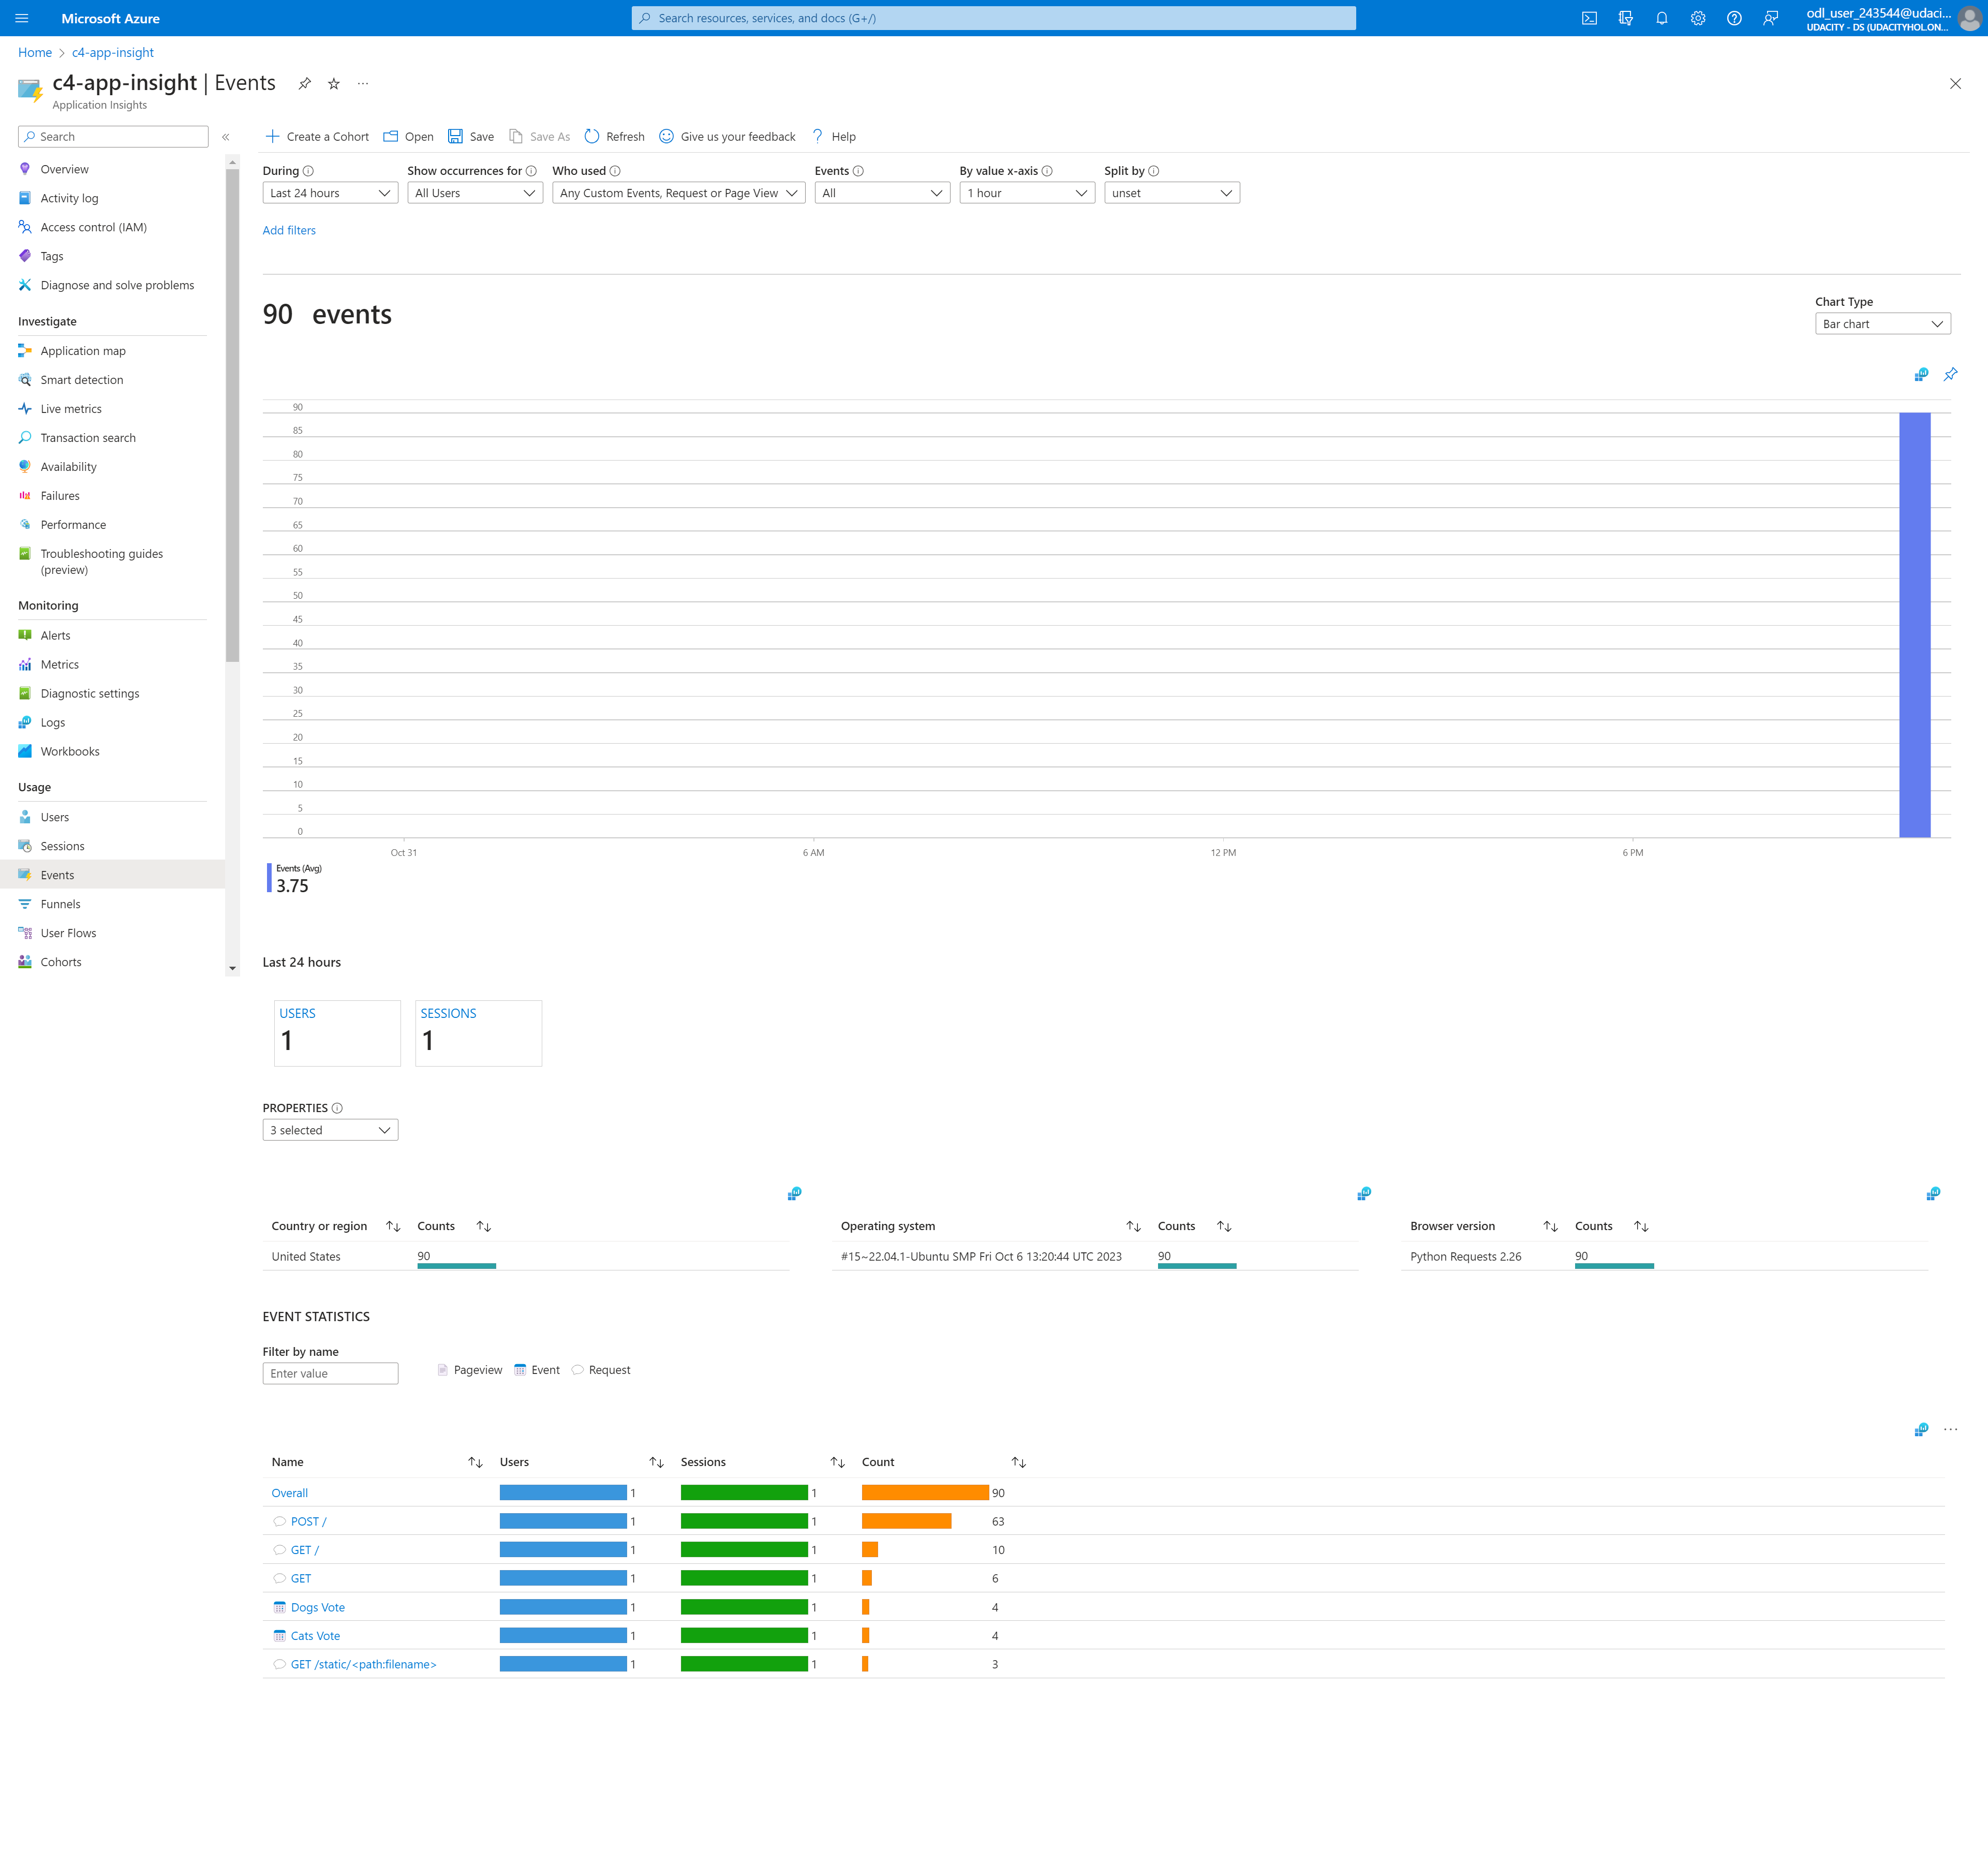 Microsoft Azure
Search resources, services, and docs (G+/)
odl_user_243544@udaci...
UDACITY - DS (UDACITYHOL.ON...
Home > c4-app-insight
c4-app-insight | Events
Application Insights
Search
Overview
Activity log
Access control (IAM)
Tags
Diagnose and solve problems
Investigate
Application map
Smart detection
Live metrics
Transaction search
Availability
Failures
Performance
Troubleshooting guides
(preview)
Monitoring
Alerts
Metrics
Diagnostic settings
Logs
Workbooks
Usage
Users
Sessions
Events
Funnels
User Flows
Cohorts
Create a Cohort Open Save Save As Refresh Give us your feedback Help
During Show occurrences for Who used Events By value x-axis Split by
Last 24 hours All Users Any Custom Events, Request or Page View All 1 hour unset
Add filters
90 events
Chart Type
Bar chart
90
85
80
75
70
65
60
55
50
45
40
35
30
25
20
15
10
5
0
Oct 31 6 AM 12 PM 6 PM
Events (Avg)
3.75
Last 24 hours
USERS
1
SESSIONS
1
PROPERTIES
3 selected
Country or region Counts
United States 90
Operating system Counts
#15~22.04.1-Ubuntu SMP Fri Oct 6 13:20:44 UTC 2023 90
Browser version Counts
Python Requests 2.26 90
EVENT STATISTICS
Filter by name
Enter value
Pageview Event Request
Name Users Sessions Count
Overall 1 1 90
POST / 1 1 63
GET / 1 1 10
GET 1 1 6
Dogs Vote 1 1 4
Cats Vote 1 1 4
GET /static/<path:filename> 1 1 3